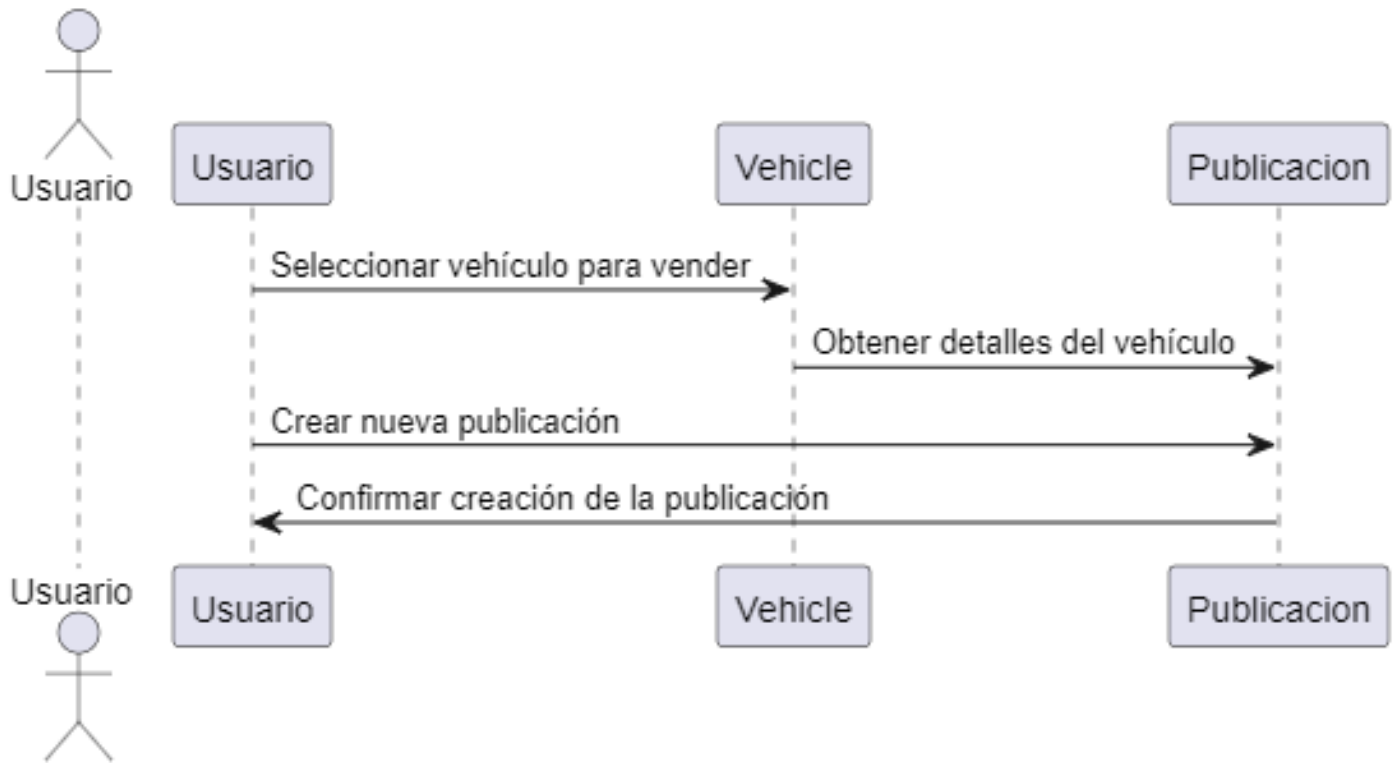 Usuario
Usuario
Vehicle
Publicacion
Seleccionar vehículo para vender
Obtener detalles del vehículo
Crear nueva publicación
Confirmar creación de la publicación
Usuario
Usuario
Vehicle
Publicacion